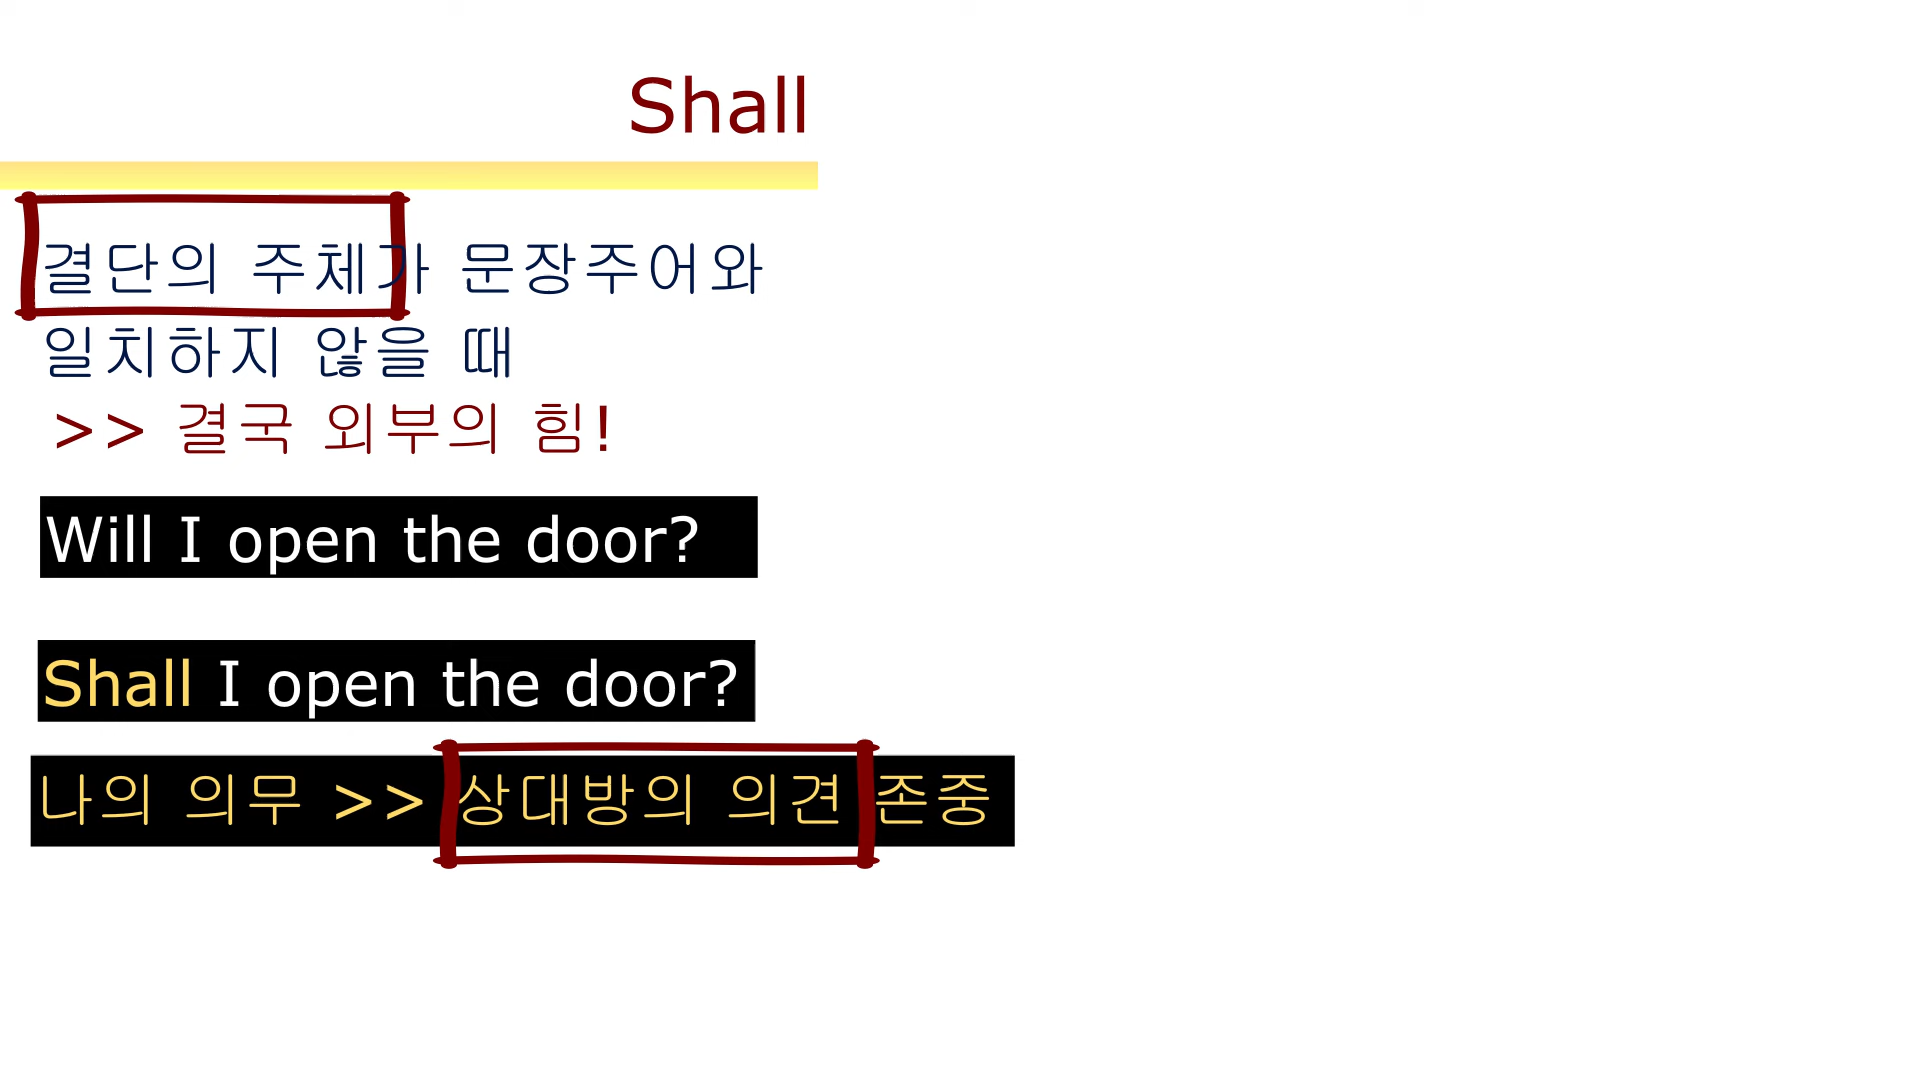 Shall
결단의 주체가 문장주어와
일치하지 않을 때
>> 결국 외부의 힘!
Will I open the door?
Shall I open the door?
나의 의무 >> 상대방의 의견 존중